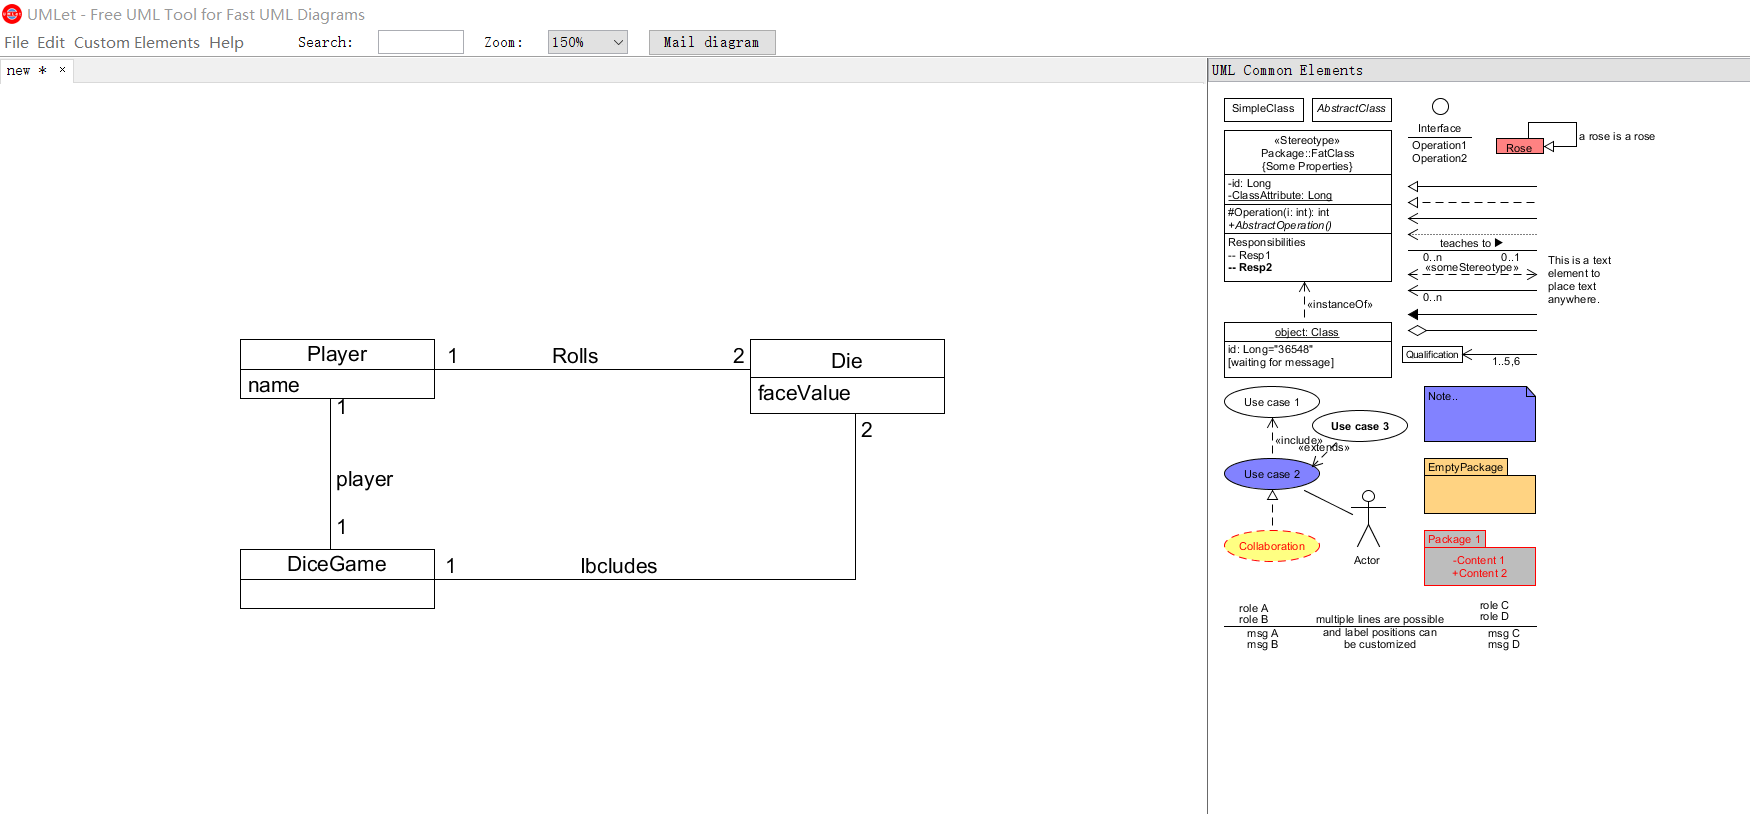 UMLet - Free UML Tool for Fast UML Diagrams
File Edit Custom Elements Help Search: Zoom: 150% Mail diagram
new * ×
UML Common Elements
Player
name
1 Rolls 2
Die
faceValue
1
player
1
2
DiceGame
1 Ibcludes
SimpleClass
AbstractClass
Interface
Operation1
Operation2
Rose
a rose is a rose
«Stereotype»
Package::FatClass
{Some Properties}
-id: Long
-ClassAttribute: Long
#Operation(i: int): int
+AbstractOperation()
Responsibilities
-- Resp1
-- Resp2
«instanceOf»
object: Class
id: Long="36548"
[waiting for message]
teaches to ▶
0..n 0..1
«someStereotype»
0..n
This is a text
element to
place text
anywhere.
Qualification
1..5,6
Use case 1
Use case 3
«include»
«extends»
Use case 2
Collaboration
Actor
Note..
EmptyPackage
Package 1
-Content 1
+Content 2
role A
role B
msg A
msg B
multiple lines are possible
and label positions can
be customized
role C
role D
msg C
msg D